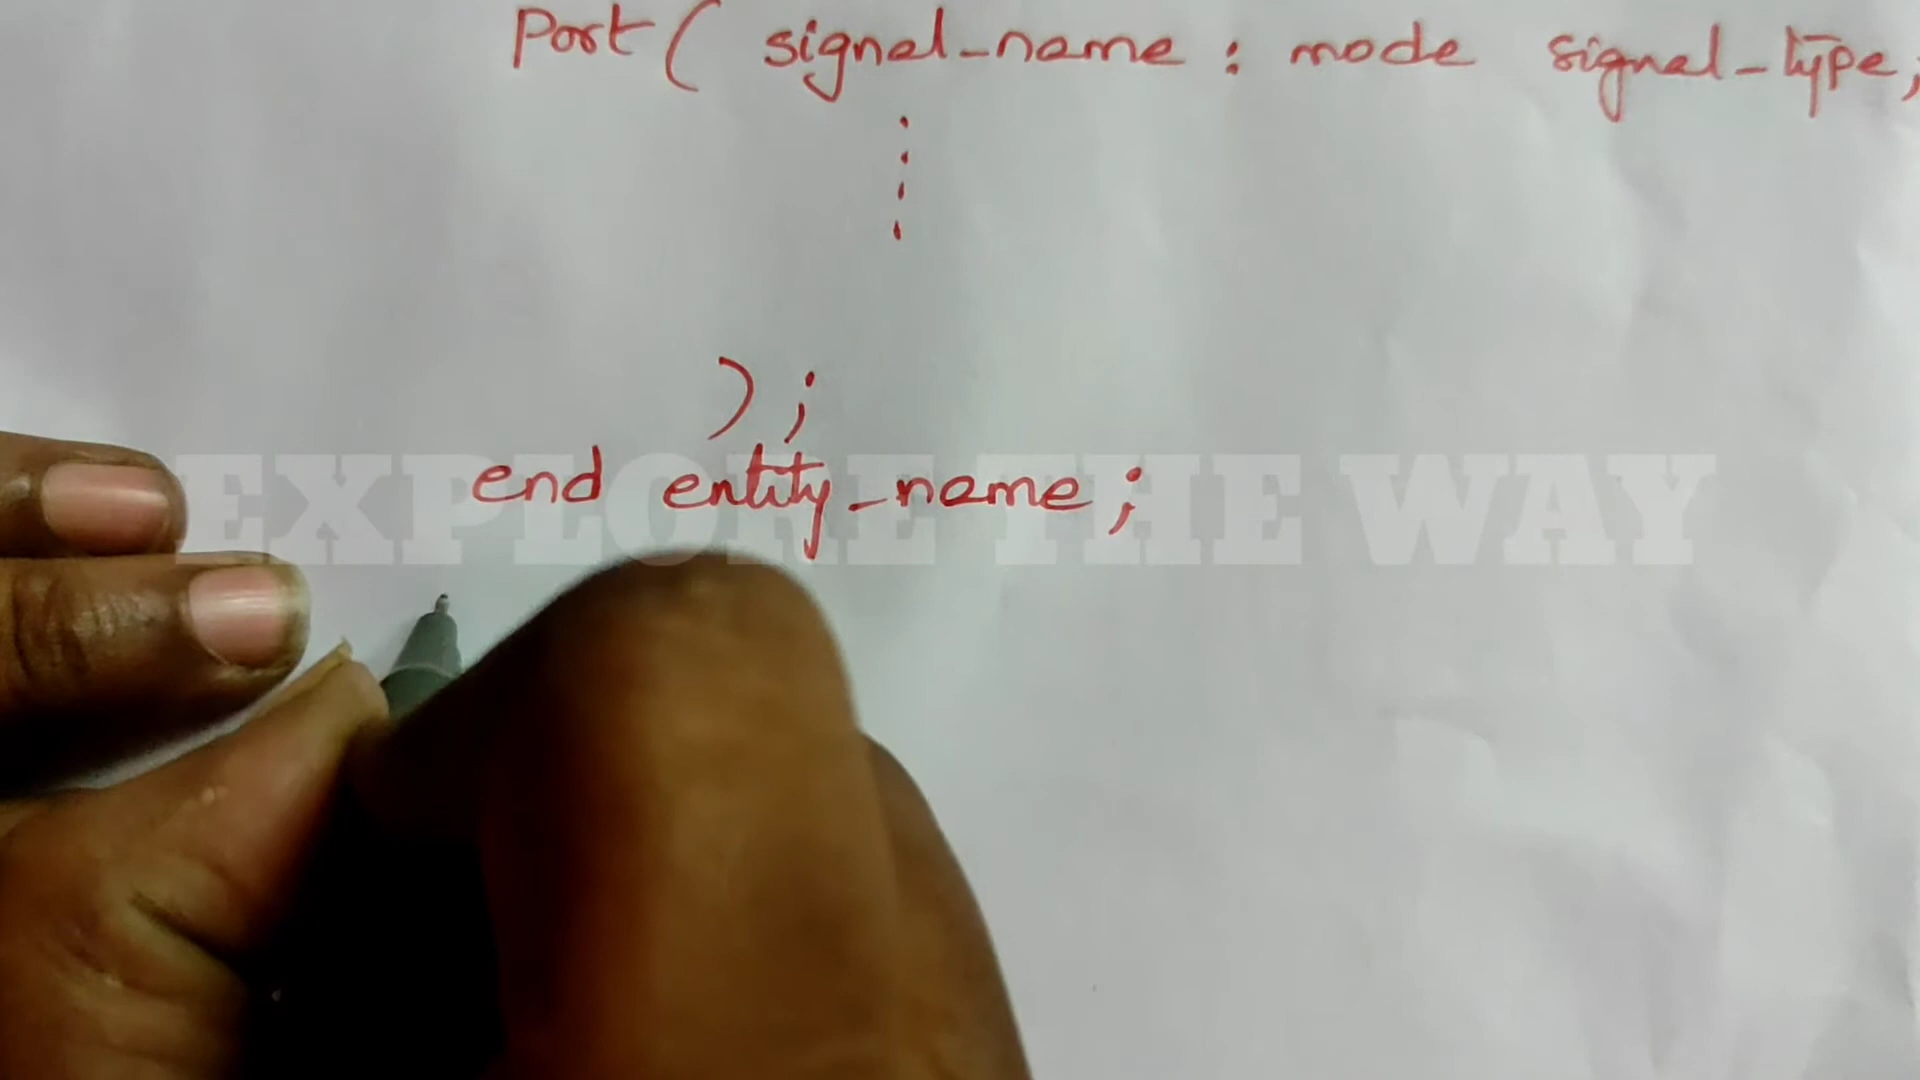 Port( signal_name : mode signal_type;
:
:
) ;
end entity_name;
EXPLORE THE WAY